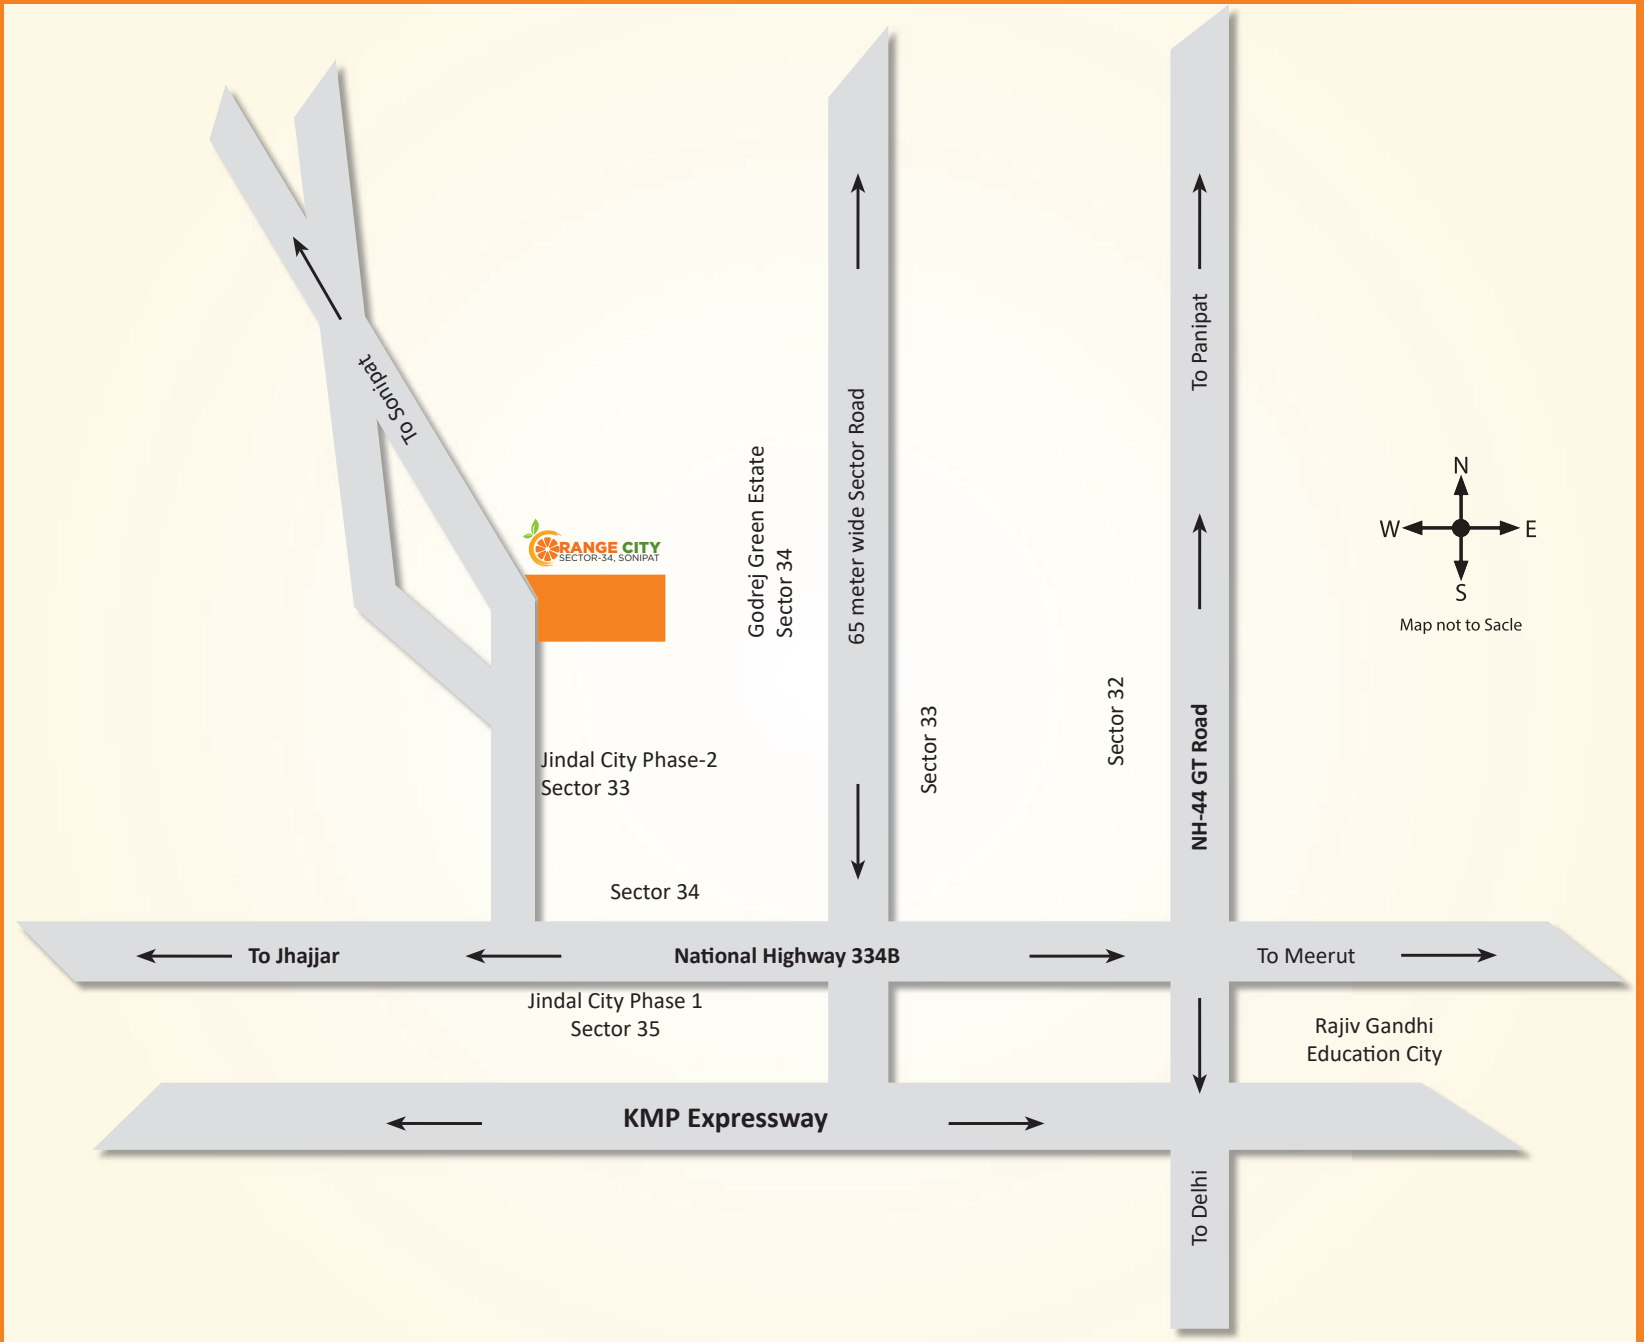 To Sonipat
RANGE CITY
SECTOR-34, SONIPAT
Godrej Green Estate
Sector 34
65 meter wide Sector Road
To Panipat
N
W
E
S
Map not to Sacle
Sector 33
Sector 32
NH-44 GT Road
Jindal City Phase-2
Sector 33
Sector 34
To Jhajjar
National Highway 334B
To Meerut
Jindal City Phase 1
Sector 35
Rajiv Gandhi
Education City
KMP Expressway
To Delhi